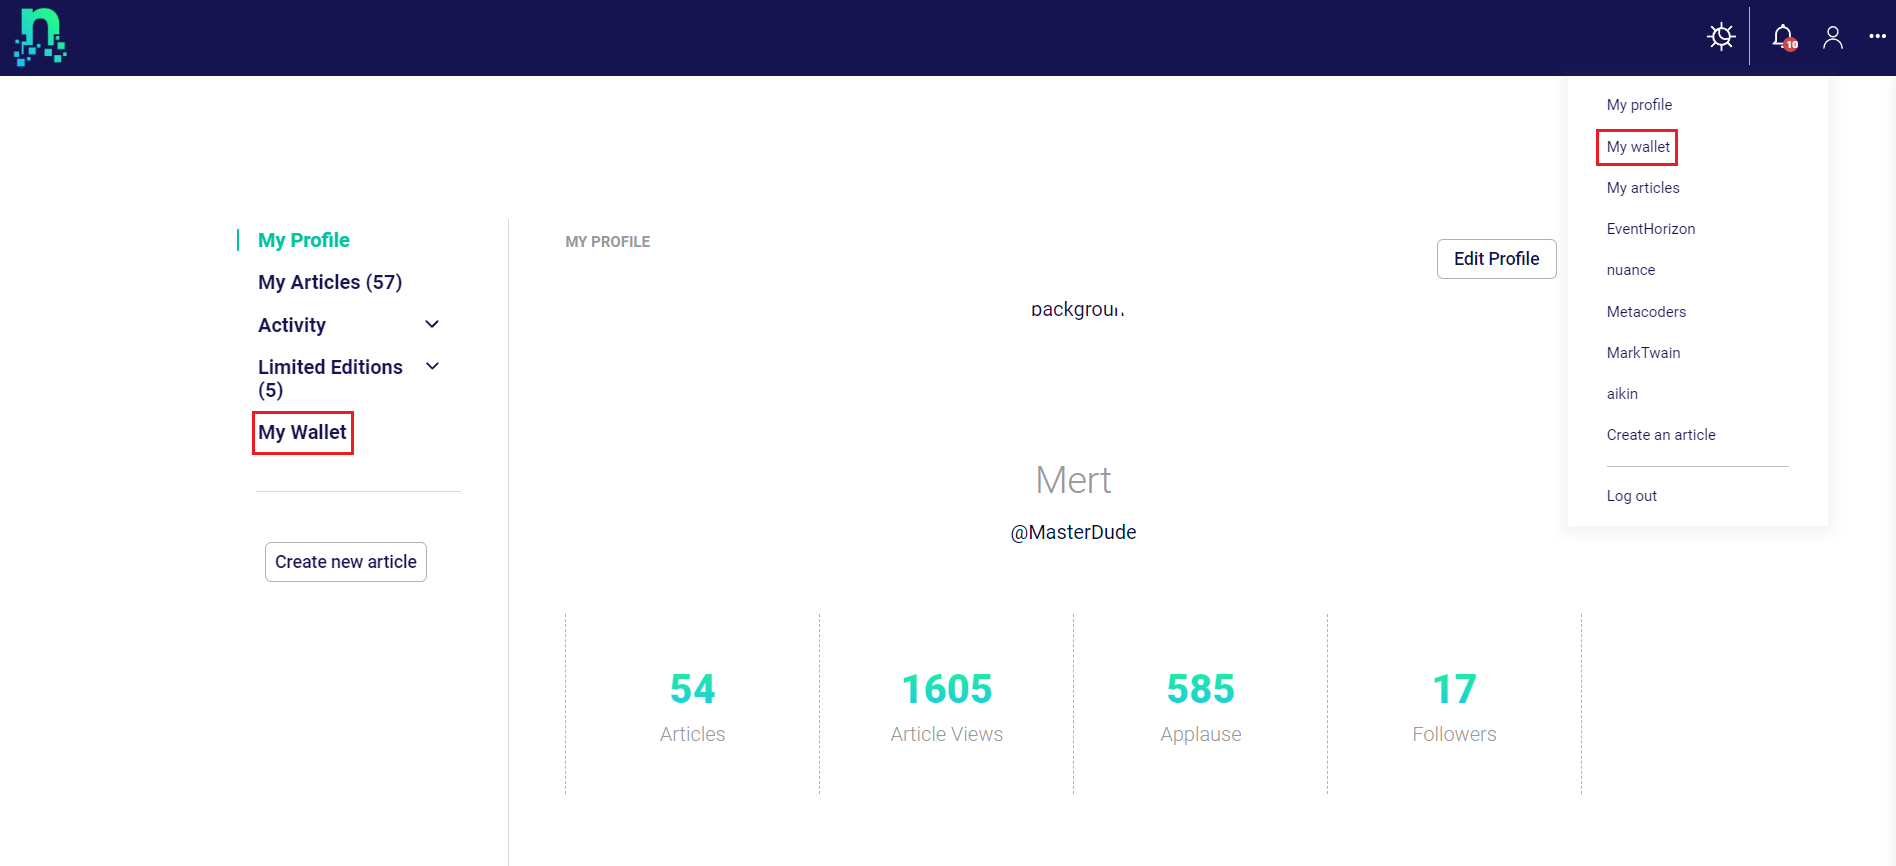 n
10
My profile
My wallet
My articles
EventHorizon
nuance
Metacoders
MarkTwain
aikin
Create an article
Log out
My Profile
My Articles (57)
Activity
Limited Editions
(5)
My Wallet
Create new article
MY PROFILE
Edit Profile
Mert
@MasterDude
54
Articles
1605
Article Views
585
Applause
17
Followers